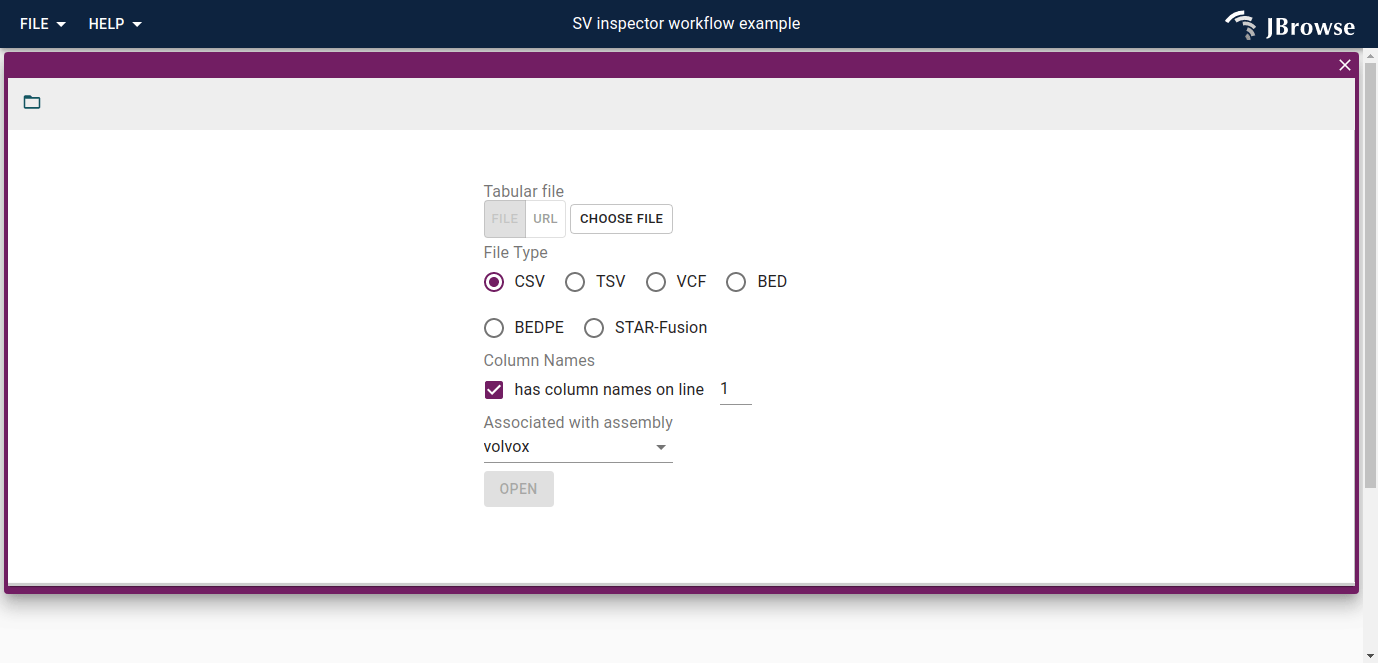 FILE HELP SV inspector workflow example JBrowse
Tabular file
FILE URL CHOOSE FILE
File Type
CSV TSV VCF BED
BEDPE STAR-Fusion
Column Names
has column names on line 1
Associated with assembly
volvox
OPEN